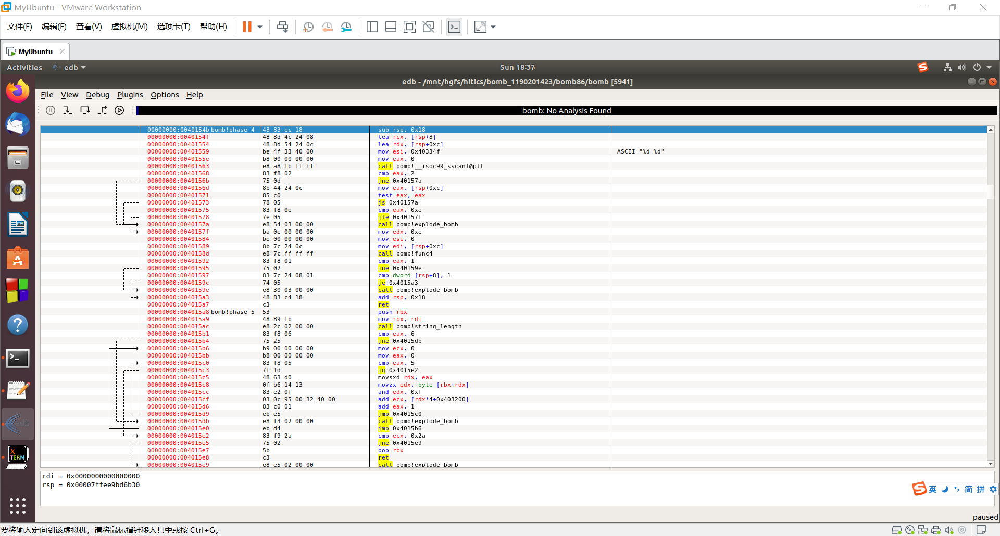 MyUbuntu - VMware Workstation
文件(F) 编辑(E) 查看(V) 虚拟机(M) 选项卡(T) 帮助(H)
MyUbuntu
Activities edb Sun 18:37
edb - /mnt/hgfs/hitics/bomb_1190201423/bomb86/bomb [5941]
File View Debug Plugins Options Help
bomb: No Analysis Found
00000000:0040154b bomb!phase_4 48 83 ec 18 sub rsp, 0x18
00000000:0040154f 48 8d 4c 24 08 lea rcx, [rsp+8]
00000000:00401554 48 8d 54 24 0c lea rdx, [rsp+0xc]
00000000:00401559 be 4f 33 40 00 mov esi, 0x40334f ASCII "%d %d"
00000000:0040155e b8 00 00 00 00 mov eax, 0
00000000:00401563 e8 a8 fb ff ff call bomb!__isoc99_sscanf@plt
00000000:00401568 83 f8 02 cmp eax, 2
00000000:0040156b 75 0d jne 0x40157a
00000000:0040156d 8b 44 24 0c mov eax, [rsp+0xc]
00000000:00401571 85 c0 test eax, eax
00000000:00401573 78 05 js 0x40157a
00000000:00401575 83 f8 0e cmp eax, 0xe
00000000:00401578 7e 05 jle 0x40157f
00000000:0040157a e8 54 03 00 00 call bomb!explode_bomb
00000000:0040157f ba 0e 00 00 00 mov edx, 0xe
00000000:00401584 be 00 00 00 00 mov esi, 0
00000000:00401589 8b 7c 24 0c mov edi, [rsp+0xc]
00000000:0040158d e8 7c ff ff ff call bomb!func4
00000000:00401592 83 f8 01 cmp eax, 1
00000000:00401595 75 07 jne 0x40159e
00000000:00401597 83 7c 24 08 01 cmp dword [rsp+8], 1
00000000:0040159c 74 05 je 0x4015a3
00000000:0040159e e8 30 03 00 00 call bomb!explode_bomb
00000000:004015a3 48 83 c4 18 add rsp, 0x18
00000000:004015a7 c3 ret
00000000:004015a8 bomb!phase_5 53 push rbx
00000000:004015a9 48 89 fb mov rbx, rdi
00000000:004015ac e8 2c 02 00 00 call bomb!string_length
00000000:004015b1 83 f8 06 cmp eax, 6
00000000:004015b4 75 25 jne 0x4015db
00000000:004015b6 b9 00 00 00 00 mov ecx, 0
00000000:004015bb b8 00 00 00 00 mov eax, 0
00000000:004015c0 83 f8 05 cmp eax, 5
00000000:004015c3 7f 1d jg 0x4015e2
00000000:004015c5 48 63 d0 movsxd rdx, eax
00000000:004015c8 0f b6 14 13 movzx edx, byte [rbx+rdx]
00000000:004015cc 83 e2 0f and edx, 0xf
00000000:004015cf 03 0c 95 00 32 40 00 add ecx, [rdx*4+0x403200]
00000000:004015d6 83 c0 01 add eax, 1
00000000:004015d9 eb e5 jmp 0x4015c0
00000000:004015db e8 f3 02 00 00 call bomb!explode_bomb
00000000:004015e0 eb d4 jmp 0x4015b6
00000000:004015e2 83 f9 2a cmp ecx, 0x2a
00000000:004015e5 75 02 jne 0x4015e9
00000000:004015e7 5b pop rbx
00000000:004015e8 c3 ret
00000000:004015e9 e8 e5 02 00 00 call bomb!explode_bomb
rdi = 0x0000000000000000
rsp = 0x00007ffee9bd6b30
英 简 拼
paused
要将输入定向到该虚拟机，请将鼠标指针移入其中或按 Ctrl+G。
edb
X
TERM